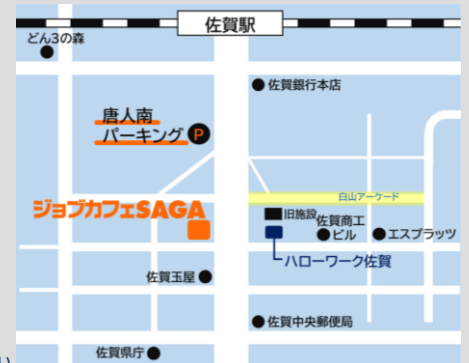 佐賀駅
どん3の森
佐賀銀行本店
唐人南
パーキング P
白山アーケード
ジョブカフェSAGA
旧施設
佐賀商工
ビル
エスプラッツ
ハローワーク佐賀
佐賀玉屋
佐賀中央郵便局
佐賀県庁
い